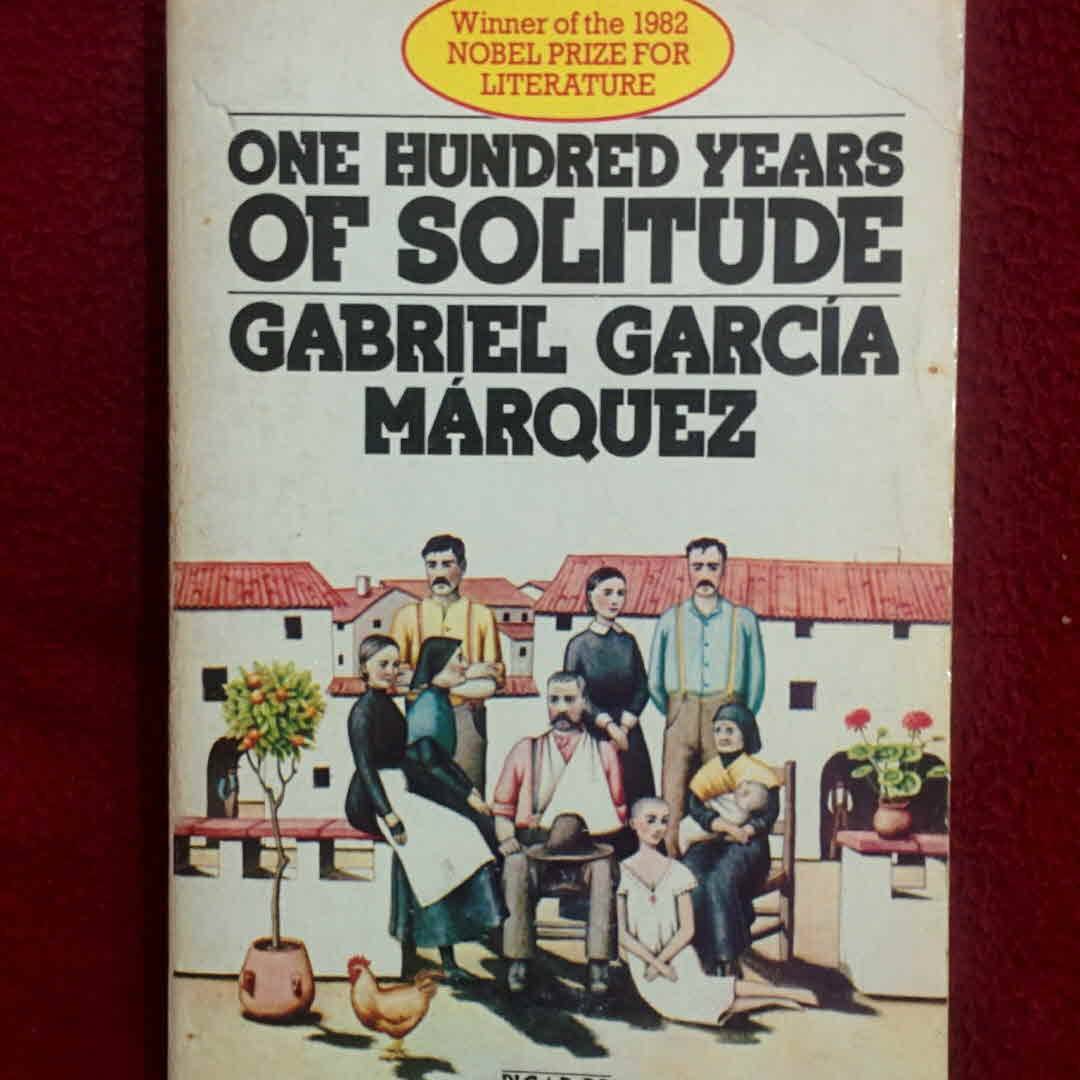 Winner of the 1982
NOBEL PRIZE FOR
LITERATURE
ONE HUNDRED YEARS
OF SOLITUDE
GABRIEL GARCÍA
MÁRQUEZ